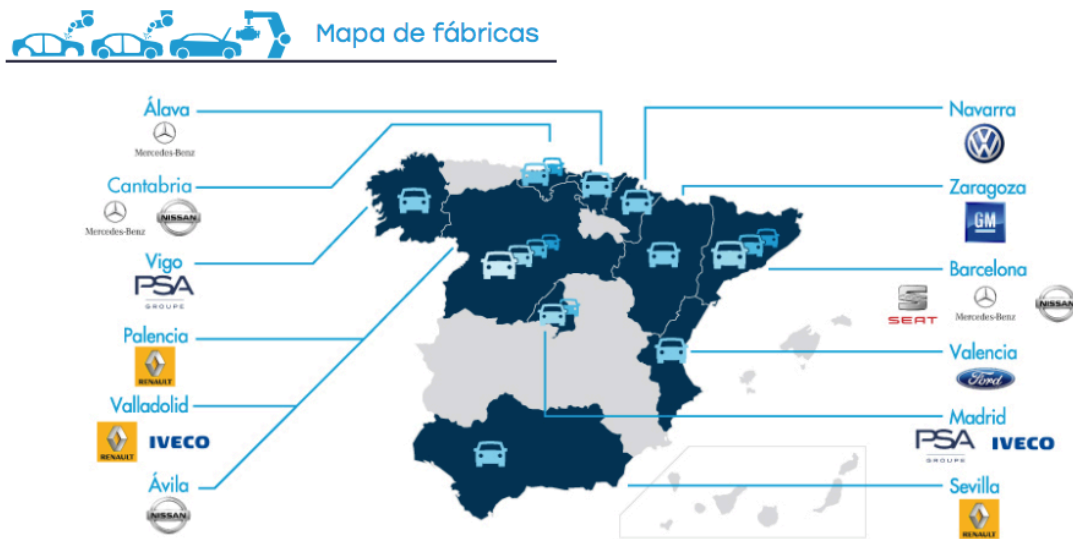 Mapa de fábricas
Álava
Mercedes-Benz
Cantabria
Mercedes-Benz
NISSAN
Vigo
PSA
GROUPE
Palencia
RENAULT
Valladolid
RENAULT
IVECO
Ávila
NISSAN
Navarra
VW
Zaragoza
GM
Barcelona
SEAT
Mercedes-Benz
NISSAN
Valencia
Ford
Madrid
PSA
GROUPE
IVECO
Sevilla
RENAULT